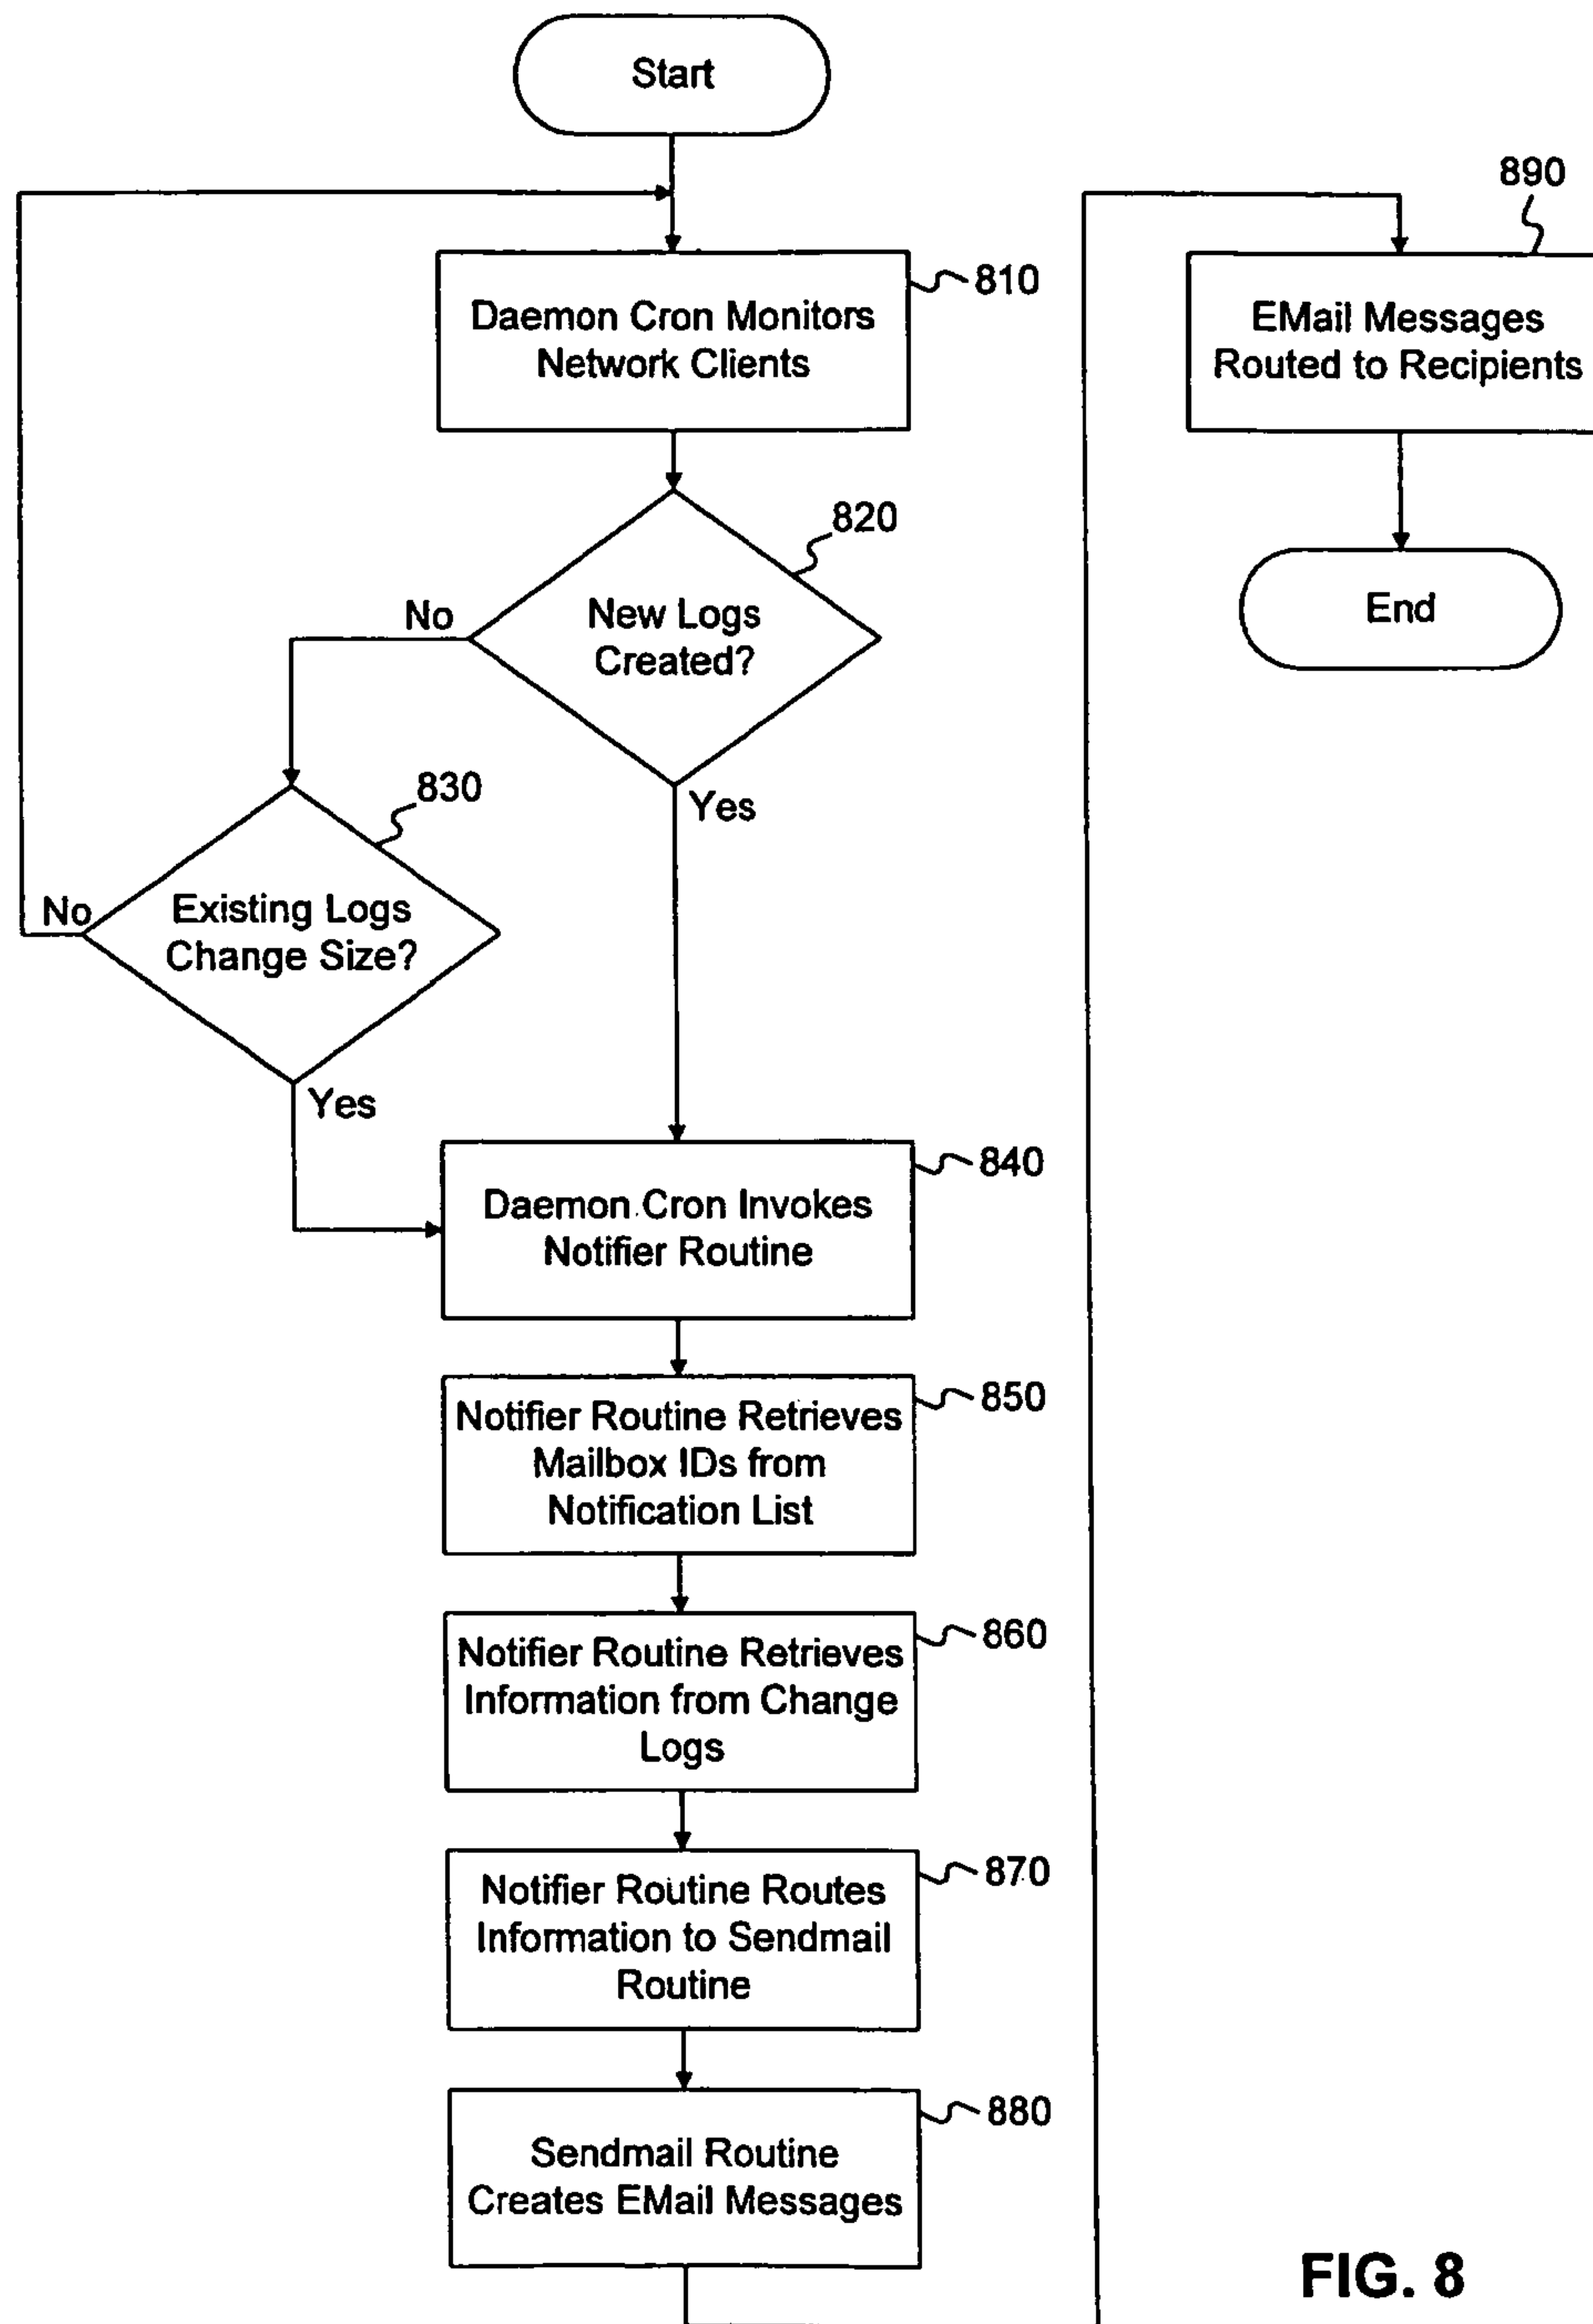 Start
810
Daemon Cron Monitors
Network Clients
820
New Logs
Created?
No
Yes
830
Existing Logs
Change Size?
No
Yes
840
Daemon Cron Invokes
Notifier Routine
850
Notifier Routine Retrieves
Mailbox IDs from
Notification List
860
Notifier Routine Retrieves
Information from Change
Logs
870
Notifier Routine Routes
Information to Sendmail
Routine
880
Sendmail Routine
Creates EMail Messages
890
EMail Messages
Routed to Recipients
End
FIG. 8